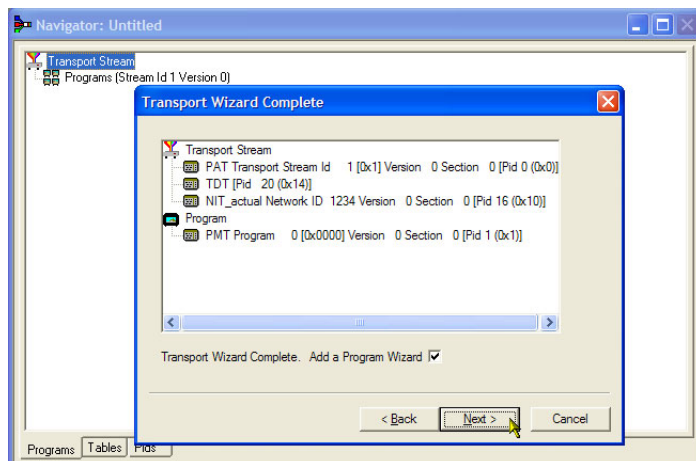 Navigator: Untitled
Transport Stream
Programs (Stream Id 1 Version 0)
Transport Wizard Complete
Transport Stream
PAT Transport Stream Id 1 [0x1] Version 0 Section 0 [Pid 0 (0x0)]
TDT [Pid 20 (0x14)]
NIT_actual Network ID 1234 Version 0 Section 0 [Pid 16 (0x10)]
Program
PMT Program 0 [0x0000] Version 0 Section 0 [Pid 1 (0x1)]
Transport Wizard Complete. Add a Program Wizard
< Back Next > Cancel
Programs Tables Pids